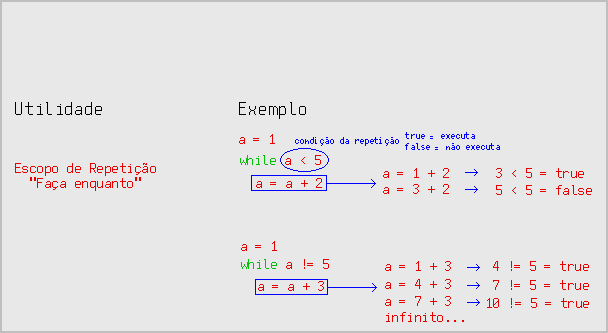 Utilidade
Exemplo
Escopo de Repetição
"Faça enquanto"
a = 1
condição da repetição
true = executa
false = não executa
while a < 5
a = a + 2
a = 1 + 2 → 3 < 5 = true
a = 3 + 2 → 5 < 5 = false
a = 1
while a != 5
a = a + 3
a = 1 + 3 → 4 != 5 = true
a = 4 + 3 → 7 != 5 = true
a = 7 + 3 → 10 != 5 = true
infinito...